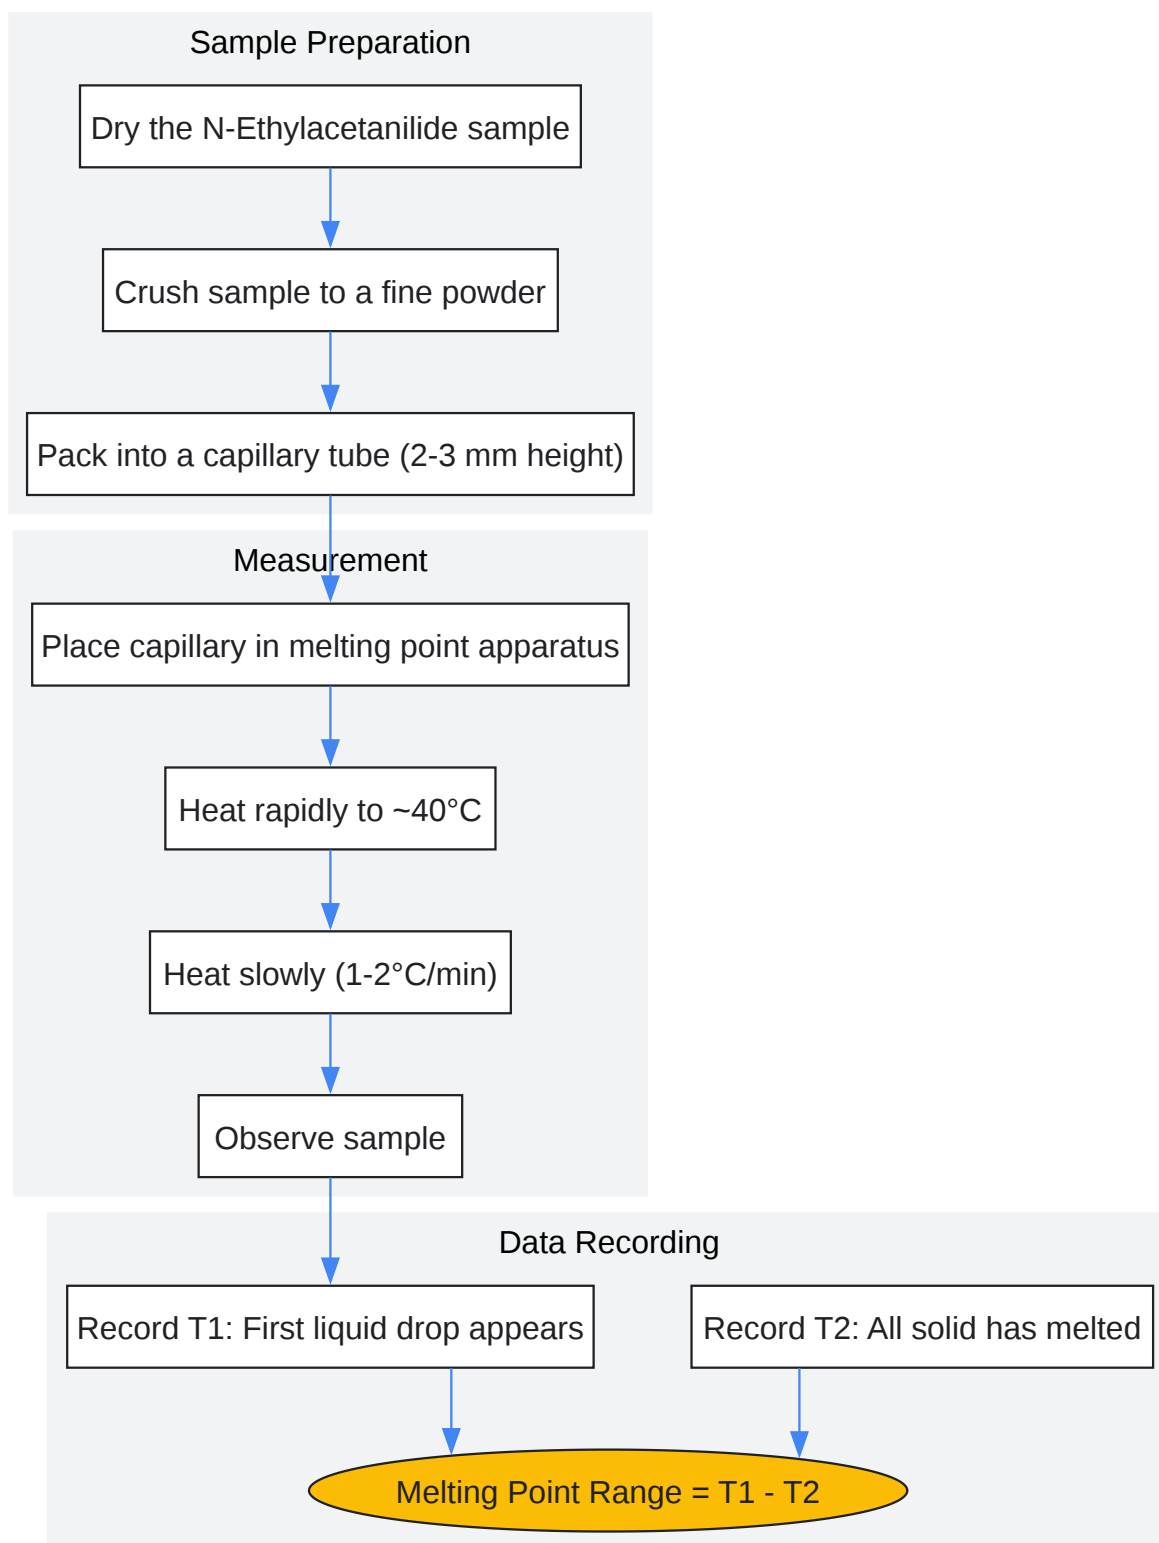 Sample Preparation
Dry the N-Ethylacetanilide sample
Crush sample to a fine powder
Pack into a capillary tube (2-3 mm height)
Measurement
Place capillary in melting point apparatus
Heat rapidly to ~40°C
Heat slowly (1-2°C/min)
Observe sample
Data Recording
Record T1: First liquid drop appears
Record T2: All solid has melted
Melting Point Range = T1 - T2